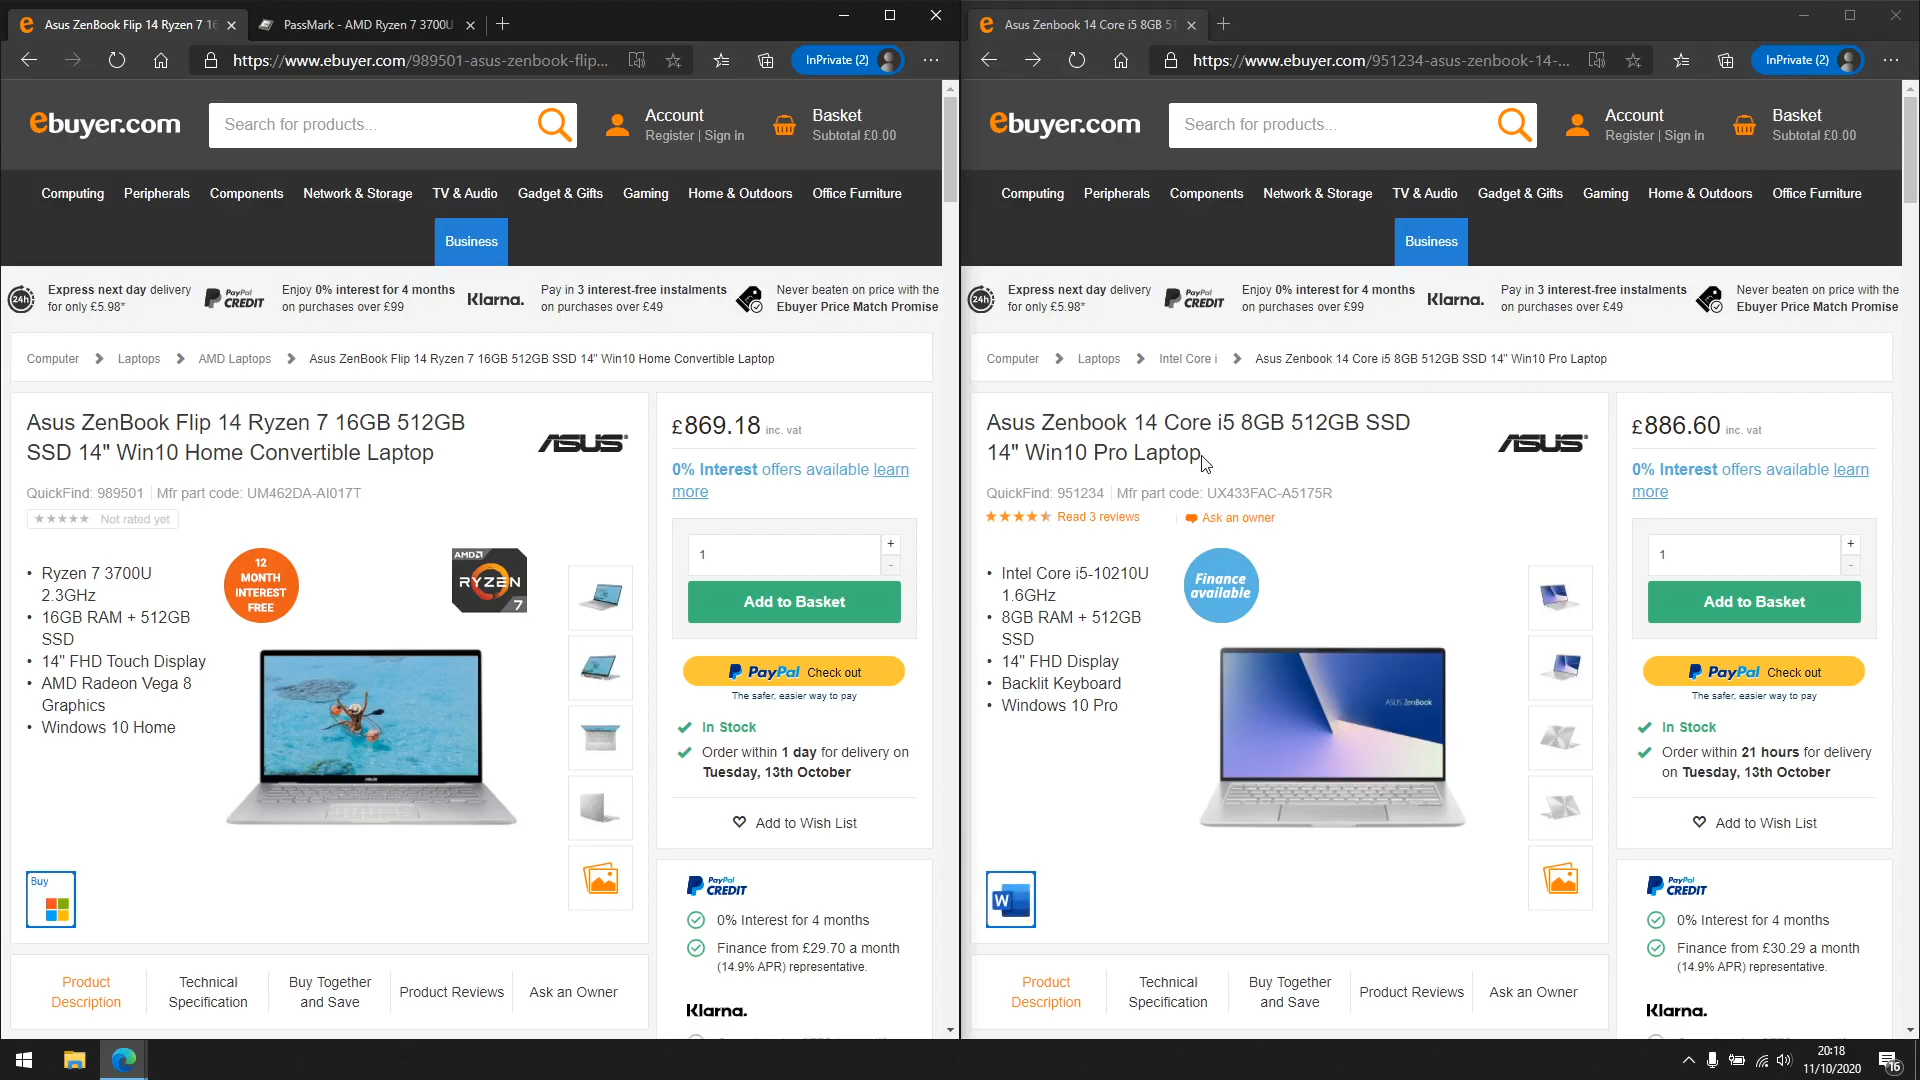 Asus ZenBook Flip 14 Ryzen 7 16
PassMark - AMD Ryzen 7 3700U
https://www.ebuyer.com/989501-asus-zenbook-flip...
InPrivate (2)
ebuyer.com
Search for products...
Account
Register | Sign in
Basket
Subtotal £0.00
Computing
Peripherals
Components
Network & Storage
TV & Audio
Gadget & Gifts
Gaming
Home & Outdoors
Office Furniture
Business
24h
Express next day delivery
for only £5.98*
PayPal
CREDIT
Enjoy 0% interest for 4 months
on purchases over £99
Klarna.
Pay in 3 interest-free instalments
on purchases over £49
Never beaten on price with the
Ebuyer Price Match Promise
Computer
Laptops
AMD Laptops
Asus ZenBook Flip 14 Ryzen 7 16GB 512GB SSD 14" Win10 Home Convertible Laptop
Asus ZenBook Flip 14 Ryzen 7 16GB 512GB
SSD 14" Win10 Home Convertible Laptop
ASUS
QuickFind: 989501 | Mfr part code: UM462DA-AI017T
Not rated yet
• Ryzen 7 3700U
2.3GHz
• 16GB RAM + 512GB
SSD
• 14" FHD Touch Display
• AMD Radeon Vega 8
Graphics
• Windows 10 Home
12
MONTH
INTEREST
FREE
AMD
RYZEN
7
Buy
£869.18 inc. vat
0% Interest offers available learn
more
1
+
-
Add to Basket
PayPal Check out
The safer, easier way to pay
In Stock
Order within 1 day for delivery on
Tuesday, 13th October
Add to Wish List
PayPal
CREDIT
0% Interest for 4 months
Finance from £29.70 a month
(14.9% APR) representative.
Klarna.
Product
Description
Technical
Specification
Buy Together
and Save
Product Reviews
Ask an Owner
Asus Zenbook 14 Core i5 8GB 51
https://www.ebuyer.com/951234-asus-zenbook-14-...
InPrivate (2)
ebuyer.com
Search for products...
Account
Register | Sign in
Basket
Subtotal £0.00
Computing
Peripherals
Components
Network & Storage
TV & Audio
Gadget & Gifts
Gaming
Home & Outdoors
Office Furniture
Business
24h
Express next day delivery
for only £5.98*
PayPal
CREDIT
Enjoy 0% interest for 4 months
on purchases over £99
Klarna.
Pay in 3 interest-free instalments
on purchases over £49
Never beaten on price with the
Ebuyer Price Match Promise
Computer
Laptops
Intel Core i
Asus Zenbook 14 Core i5 8GB 512GB SSD 14" Win10 Pro Laptop
Asus Zenbook 14 Core i5 8GB 512GB SSD
14" Win10 Pro Laptop
ASUS
QuickFind: 951234 | Mfr part code: UX433FAC-A5175R
Read 3 reviews
Ask an owner
• Intel Core i5-10210U
1.6GHz
• 8GB RAM + 512GB
SSD
• 14" FHD Display
• Backlit Keyboard
• Windows 10 Pro
Finance
available
ASUS ZenBook
W
£886.60 inc. vat
0% Interest offers available learn
more
1
+
-
Add to Basket
PayPal Check out
The safer, easier way to pay
In Stock
Order within 21 hours for delivery
on Tuesday, 13th October
Add to Wish List
PayPal
CREDIT
0% Interest for 4 months
Finance from £30.29 a month
(14.9% APR) representative.
Klarna.
Product
Description
Technical
Specification
Buy Together
and Save
Product Reviews
Ask an Owner
20:18
11/10/2020
16